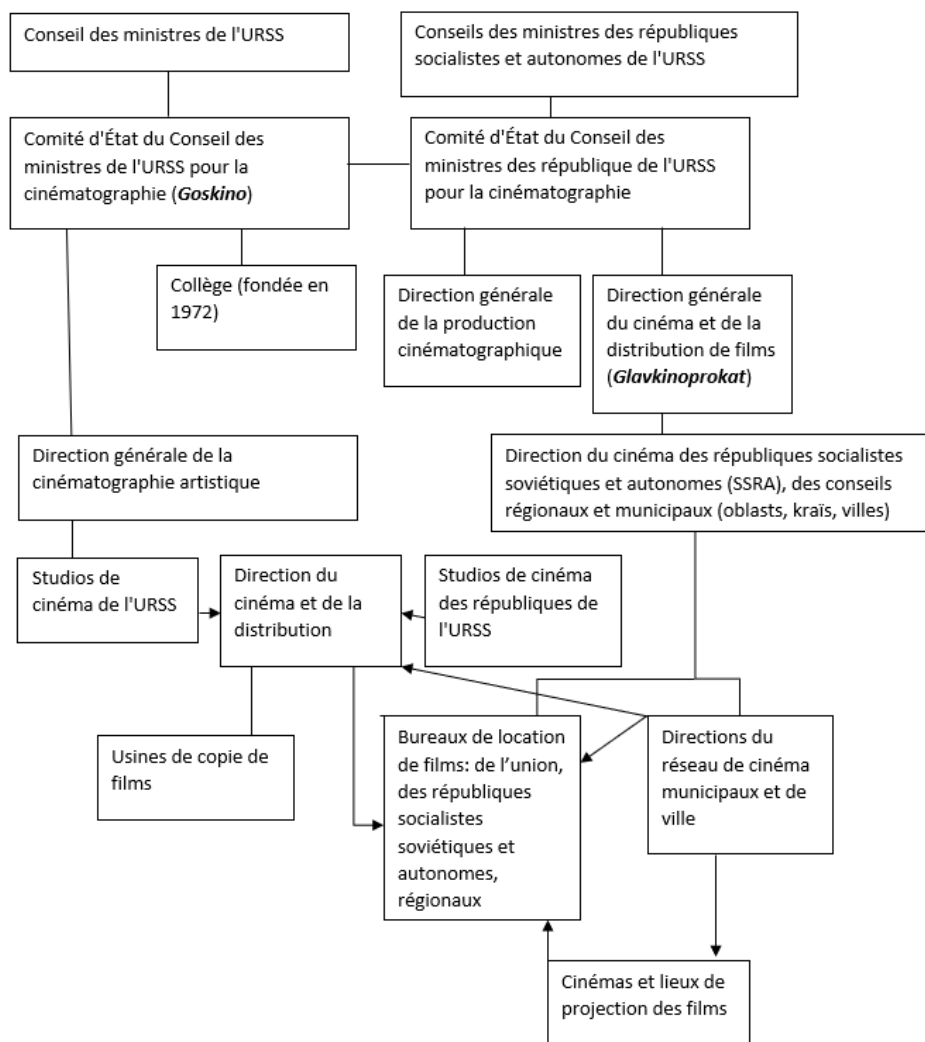 Conseil des ministres de l'URSS
Conseils des ministres des républiques
socialistes et autonomes de l'URSS
Comité d'État du Conseil des
ministres de l'URSS pour la
cinématographie (Goskino)
Comité d'État du Conseil des
ministres des république de l'URSS
pour la cinématographie
Collège (fondée en
1972)
Direction générale
de la production
cinématographique
Direction générale
du cinéma et de la
distribution de films
(Glavkinoprokat)
Direction générale de la
cinématographie artistique
Direction du cinéma des républiques socialistes
soviétiques et autonomes (SSRA), des conseils
régionaux et municipaux (oblasts, kraïs, villes)
Studios de
cinéma de l'URSS
Direction du
cinéma et de la
distribution
Studios de cinéma
des républiques de
l'URSS
Usines de copie de
films
Bureaux de location
de films: de l’union,
des républiques
socialistes
soviétiques et
autonomes,
régionaux
Directions du
réseau de cinéma
municipaux et de
ville
Cinémas et lieux de
projection des films